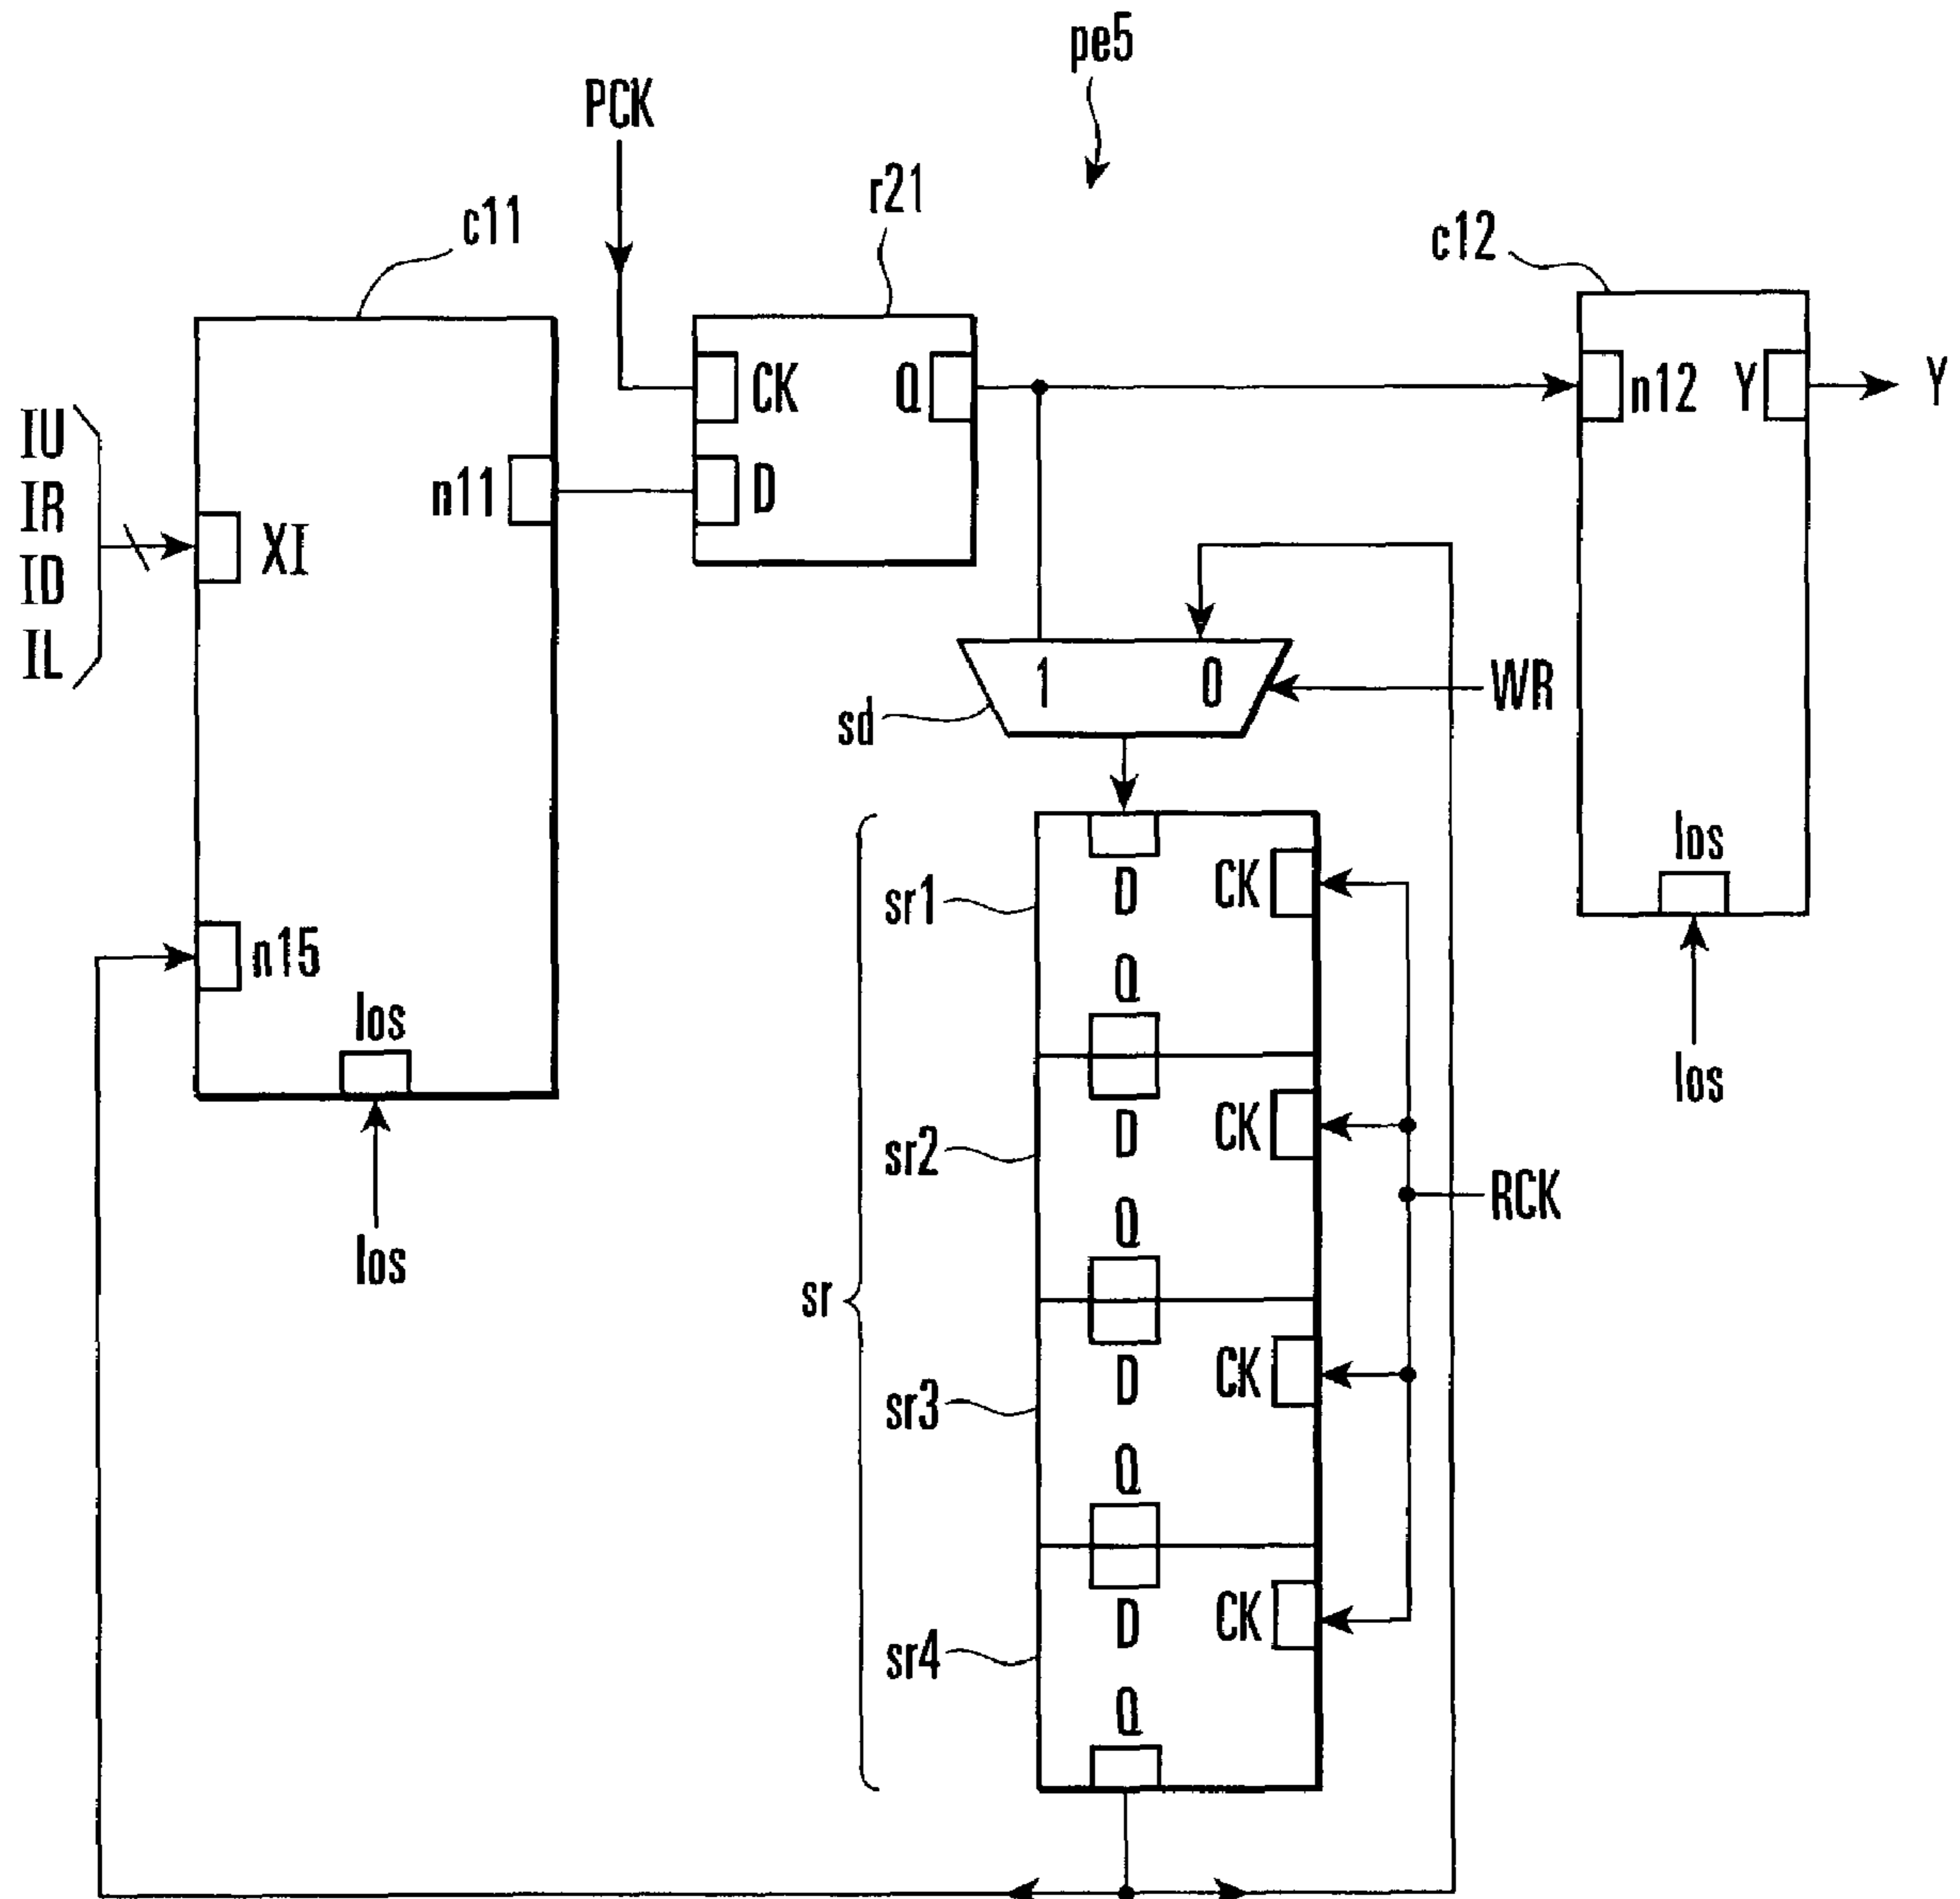 pe5
PCK
r21
c11
c12
CK
Q
n12
Y
Y
IU
IR
ID
IL
n11
D
XI
1
0
WR
sd
los
D
CK
sr1
n15
Q
los
los
D
CK
sr2
RCK
Q
los
sr
D
CK
sr3
Q
D
CK
sr4
Q